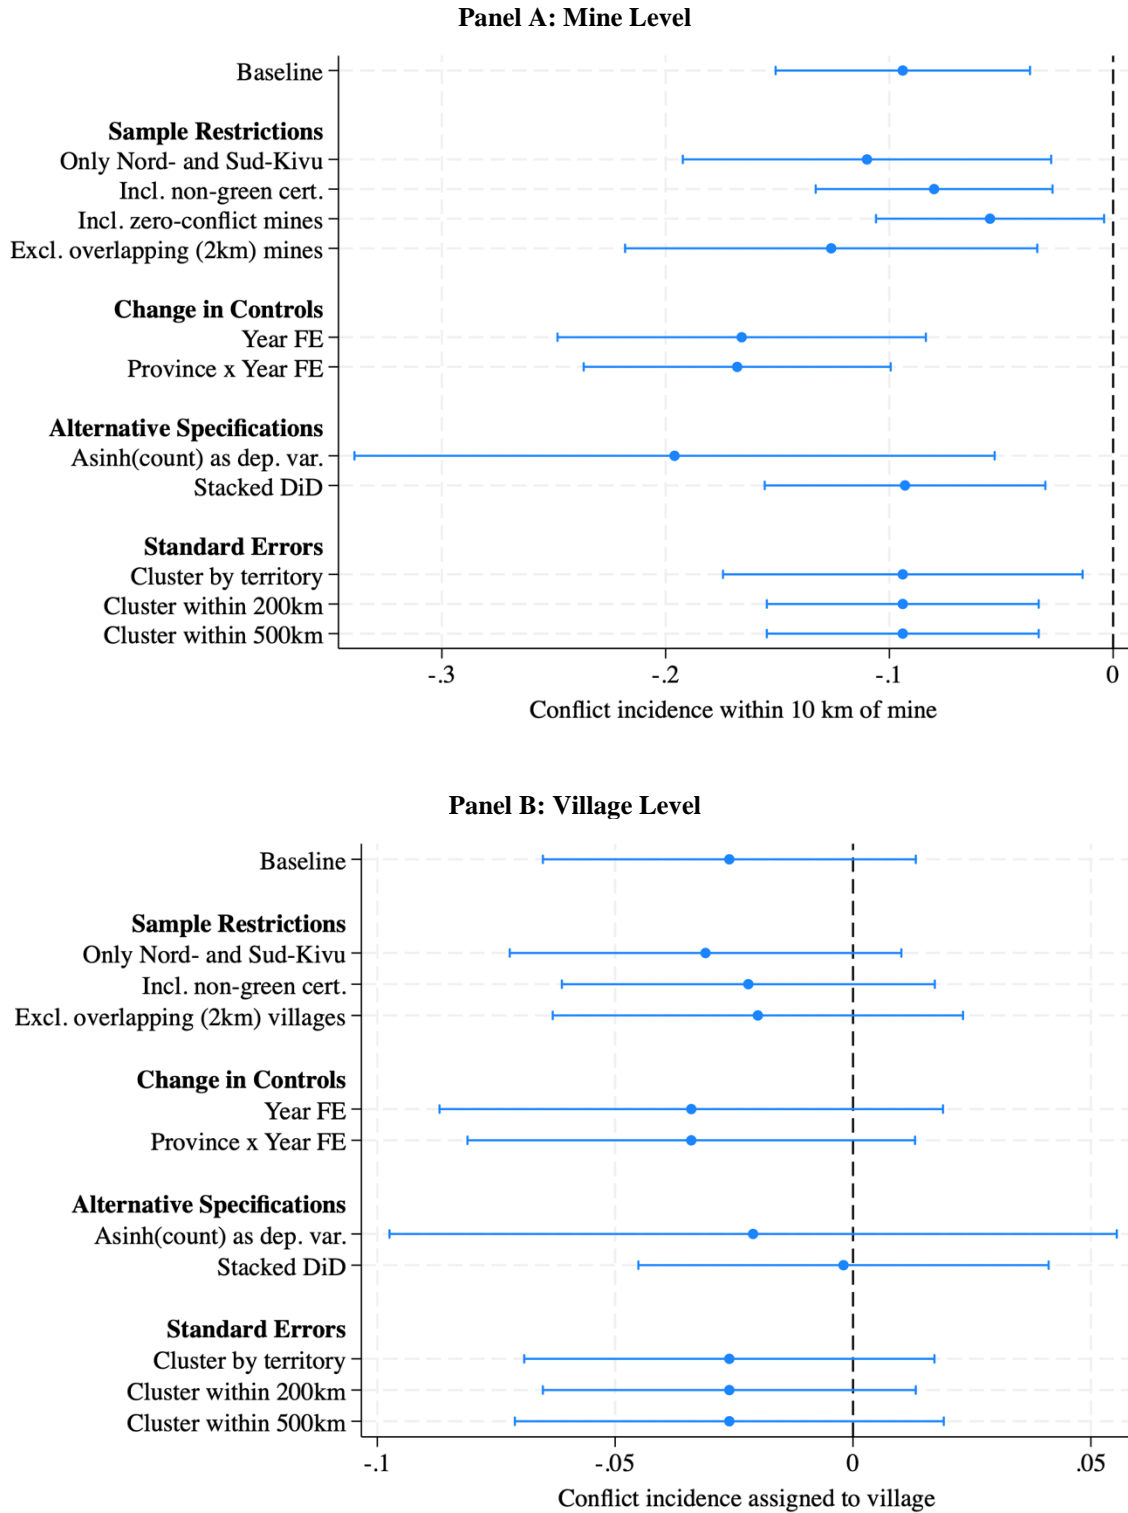 Panel A: Mine Level
Baseline
Sample Restrictions
Only Nord- and Sud-Kivu
Incl. non-green cert.
Incl. zero-conflict mines
Excl. overlapping (2km) mines
Change in Controls
Year FE
Province x Year FE
Alternative Specifications
Asinh(count) as dep. var.
Stacked DiD
Standard Errors
Cluster by territory
Cluster within 200km
Cluster within 500km
-.3 -.2 -.1 0
Conflict incidence within 10 km of mine
Panel B: Village Level
Baseline
Sample Restrictions
Only Nord- and Sud-Kivu
Incl. non-green cert.
Excl. overlapping (2km) villages
Change in Controls
Year FE
Province x Year FE
Alternative Specifications
Asinh(count) as dep. var.
Stacked DiD
Standard Errors
Cluster by territory
Cluster within 200km
Cluster within 500km
-.1 -.05 0 .05
Conflict incidence assigned to village